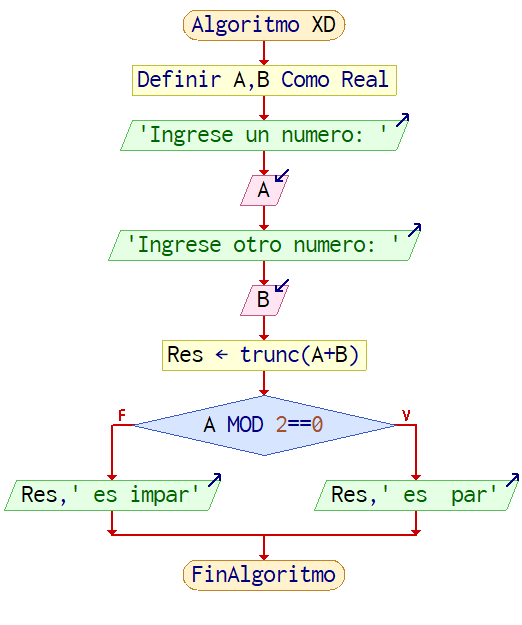 Algoritmo XD
Definir A,B Como Real
'Ingrese un numero: '
A
'Ingrese otro numero: '
B
Res ← trunc(A+B)
F
V
A MOD 2==0
Res,' es impar'
Res,' es  par'
FinAlgoritmo